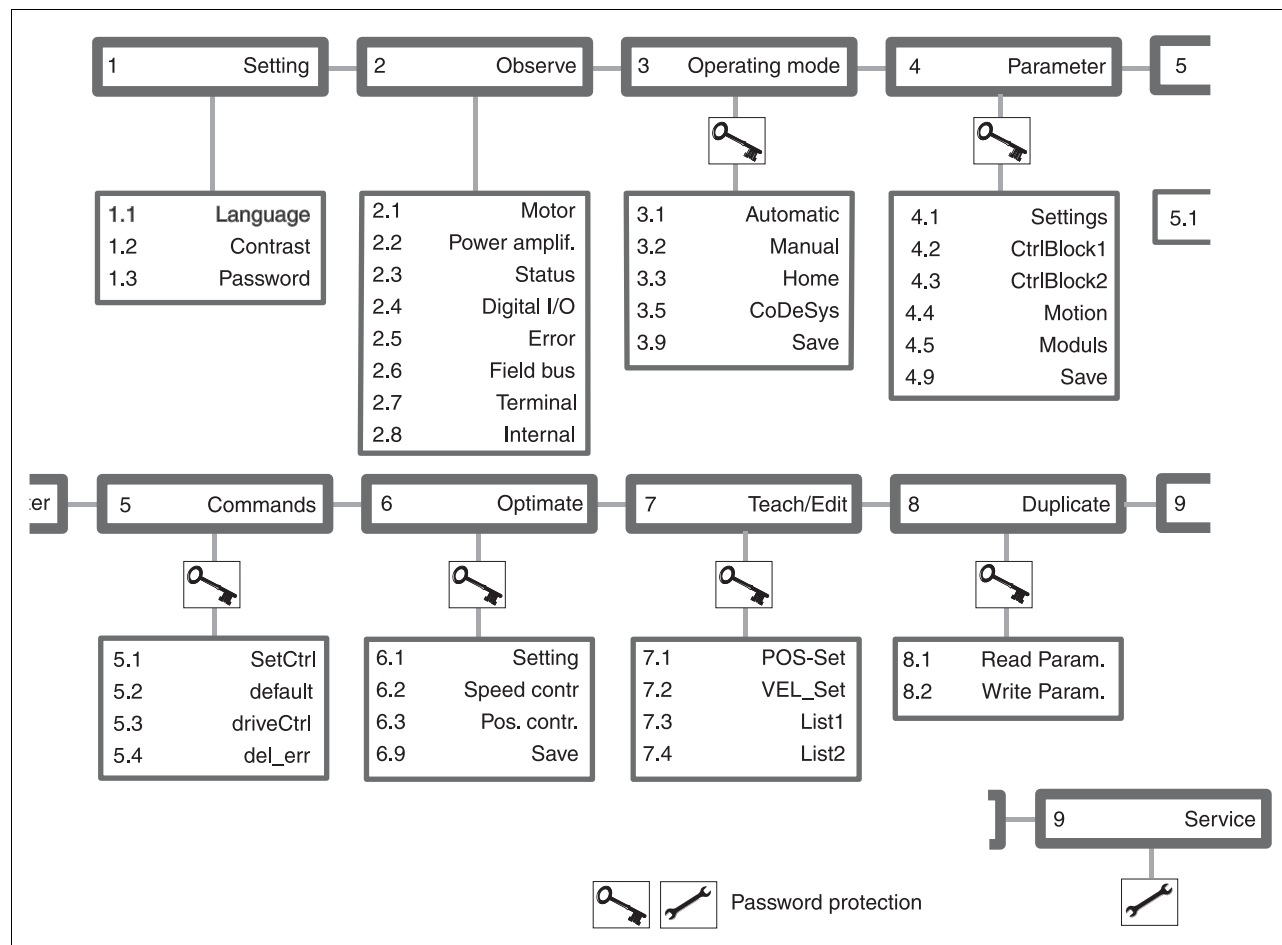 1 Setting
2 Observe
3 Operating mode
4 Parameter
5
1.1 Language
1.2 Contrast
1.3 Password
2.1 Motor
2.2 Power amplif.
2.3 Status
2.4 Digital I/O
2.5 Error
2.6 Field bus
2.7 Terminal
2.8 Internal
3.1 Automatic
3.2 Manual
3.3 Home
3.5 CoDeSys
3.9 Save
4.1 Settings
4.2 CtrlBlock1
4.3 CtrlBlock2
4.4 Motion
4.5 Moduls
4.9 Save
5.1
ter
5 Commands
6 Optimate
7 Teach/Edit
8 Duplicate
9
5.1 SetCtrl
5.2 default
5.3 driveCtrl
5.4 del_err
6.1 Setting
6.2 Speed contr
6.3 Pos. contr.
6.9 Save
7.1 POS-Set
7.2 VEL_Set
7.3 List1
7.4 List2
8.1 Read Param.
8.2 Write Param.
9 Service
Password protection